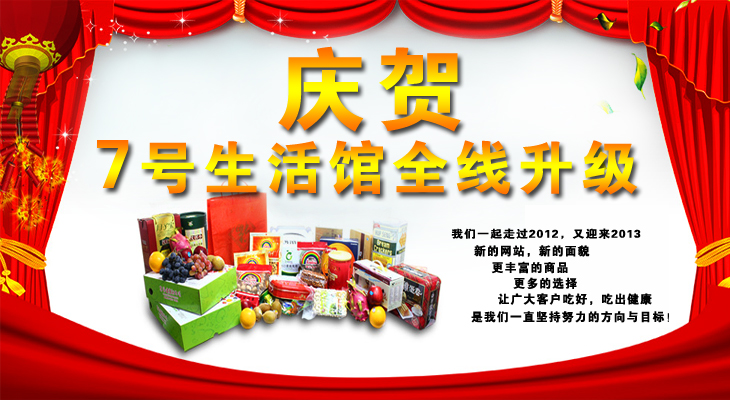 庆贺
7号生活馆全线升级
我们一起走过2012，又迎来2013
新的网站，新的面貌
更丰富的商品
更多的选择
让广大客户吃好，吃出健康
是我们一直坚持努力的方向与目标！